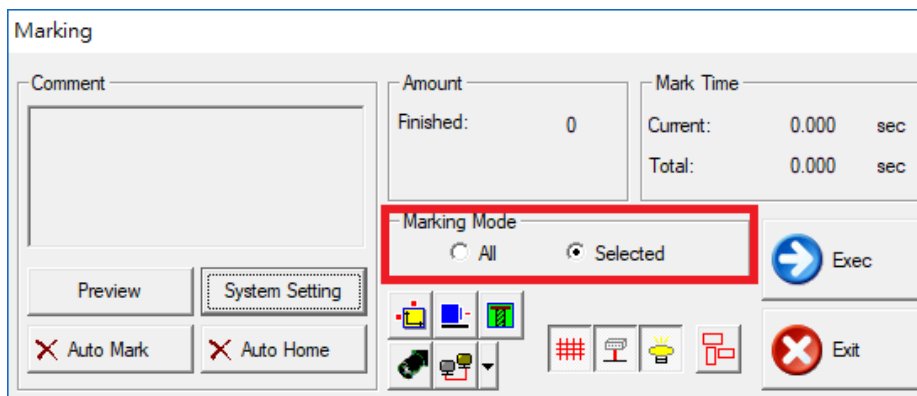 Marking
Comment
Amount
Mark Time
Finished: 0
Current: 0.000 sec
Total: 0.000 sec
Marking Mode
All Selected
Exec
Preview System Setting
Auto Mark Auto Home
Exit